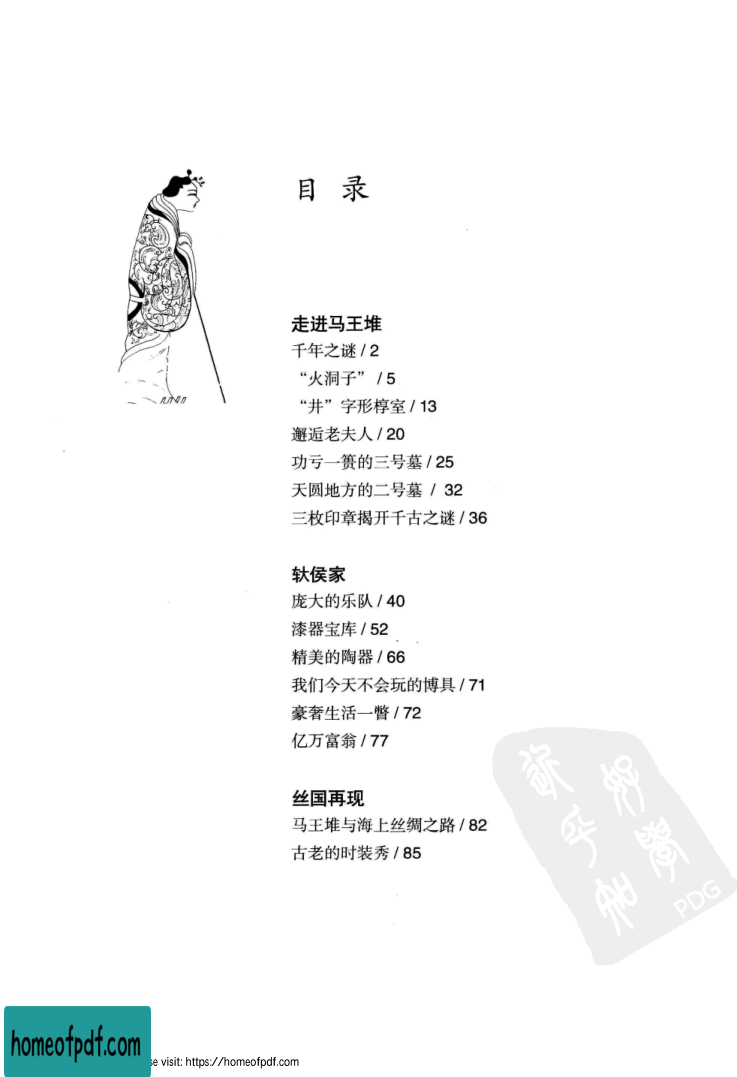 目 录
走进马王堆
千年之谜 / 2
“火洞子” / 5
“井”字形椁室 / 13
邂逅老夫人 / 20
功亏一篑的三号墓 / 25
天圆地方的二号墓 / 32
三枚印章揭开千古之谜 / 36
轪侯家
庞大的乐队 / 40
漆器宝库 / 52
精美的陶器 / 66
我们今天不会玩的博具 / 71
豪奢生活一瞥 / 72
亿万富翁 / 77
丝国再现
马王堆与海上丝绸之路 / 82
古老的时装秀 / 85
PDG
homeofpdf.com
se visit: https://homeofpdf.com